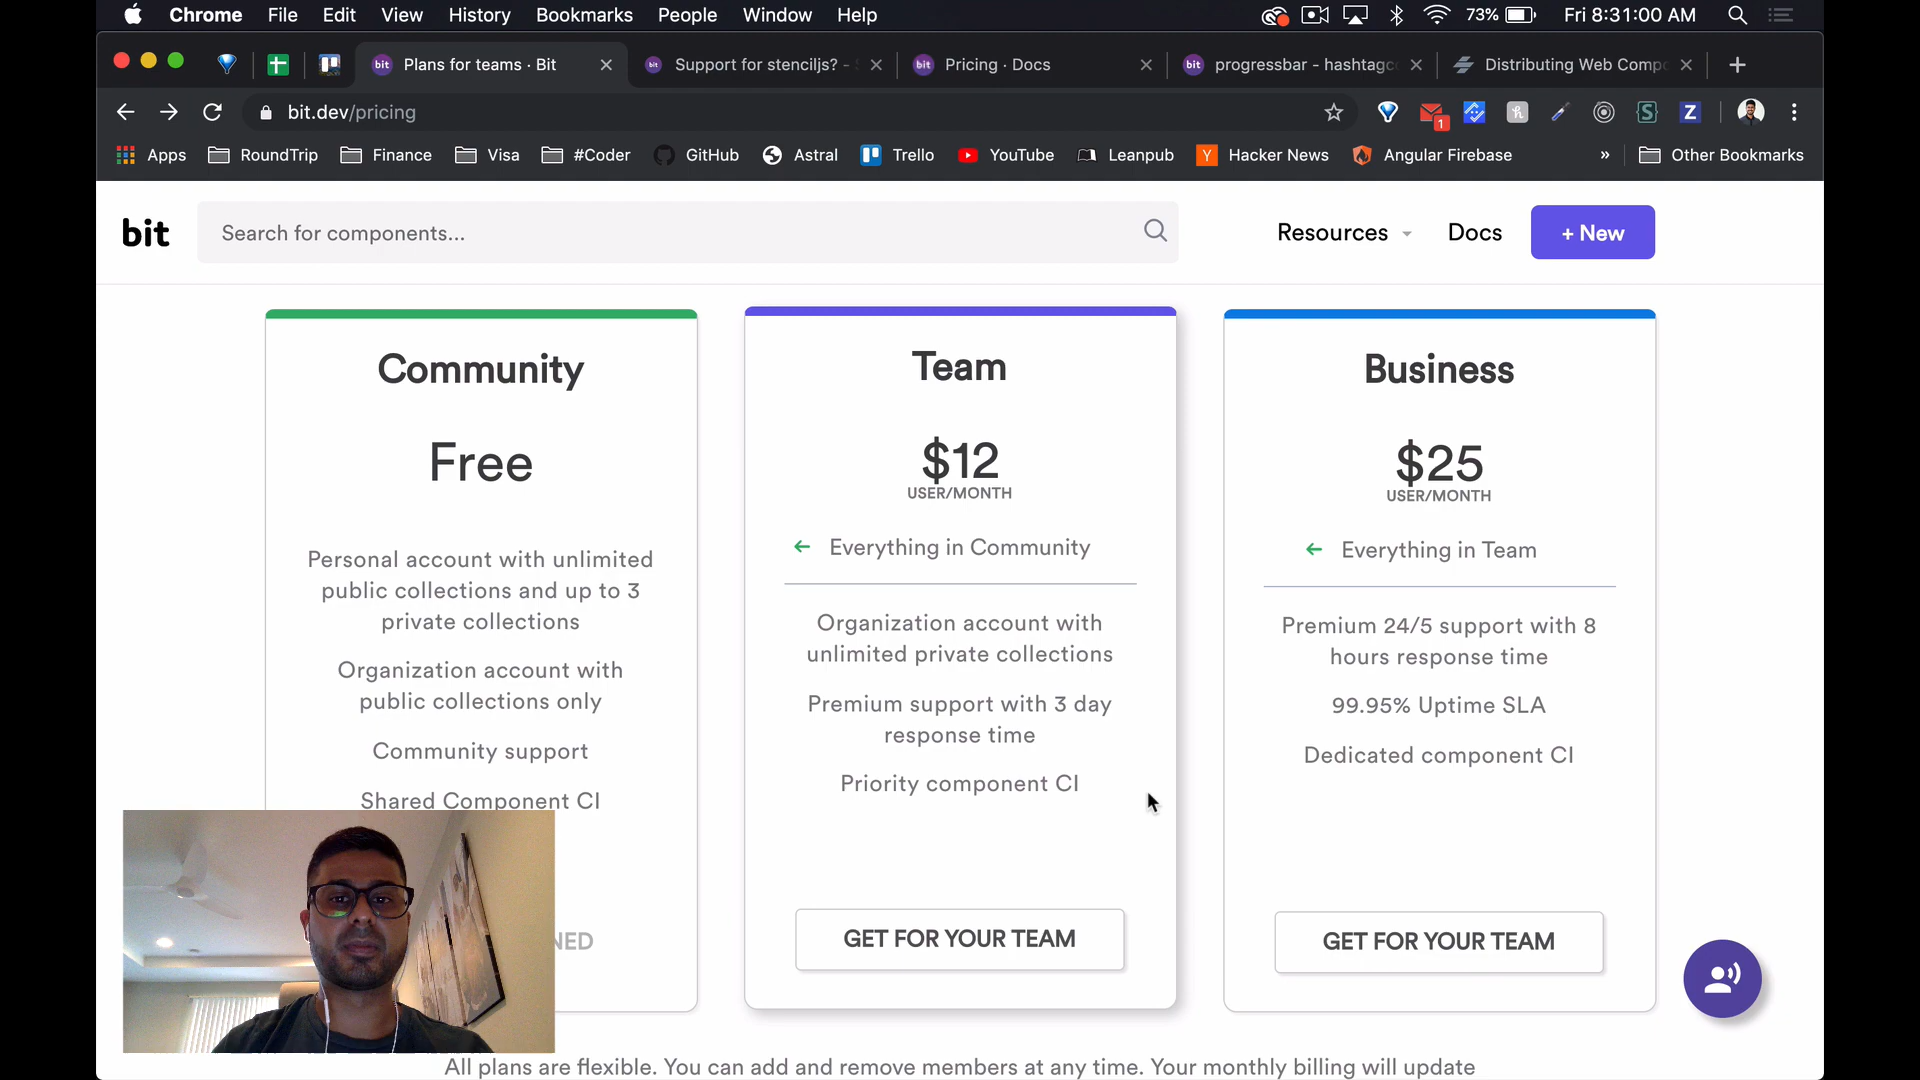 Chrome File Edit View History Bookmarks People Window Help 73% Fri 8:31:00 AM
bit Plans for teams · Bit bit Support for stenciljs? - bit Pricing · Docs bit progressbar - hashtagc Distributing Web Comp
bit.dev/pricing 1 h S Z
Apps RoundTrip Finance Visa #Coder GitHub Astral Trello YouTube Leanpub Y Hacker News Angular Firebase » Other Bookmarks
bit Search for components... Resources Docs + New
Community
Free
Personal account with unlimited
public collections and up to 3
private collections
Organization account with
public collections only
Community support
Shared Component CI
NED
Team
$12
USER/MONTH
Everything in Community
Organization account with
unlimited private collections
Premium support with 3 day
response time
Priority component CI
GET FOR YOUR TEAM
Business
$25
USER/MONTH
Everything in Team
Premium 24/5 support with 8
hours response time
99.95% Uptime SLA
Dedicated component CI
GET FOR YOUR TEAM
All plans are flexible. You can add and remove members at any time. Your monthly billing will update